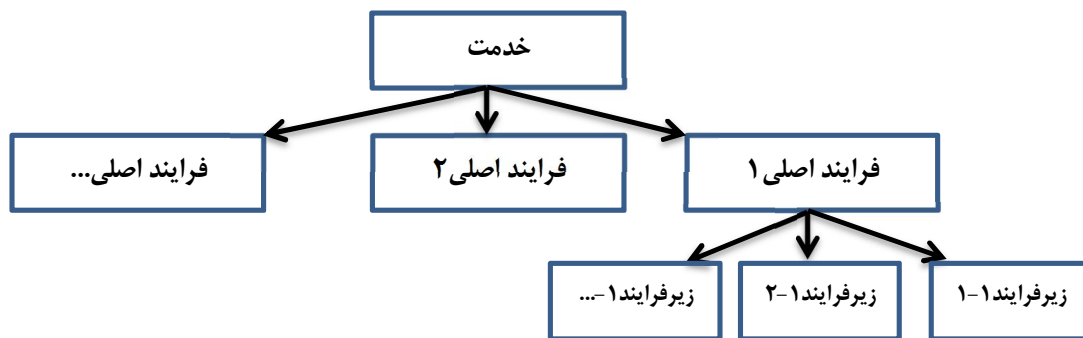 خدمت
فرایند اصلی۱
فرایند اصلی۲
فرایند اصلی...
زیرفرایند۱-۱
زیرفرایند۱-۲
زیرفرایند۱-...